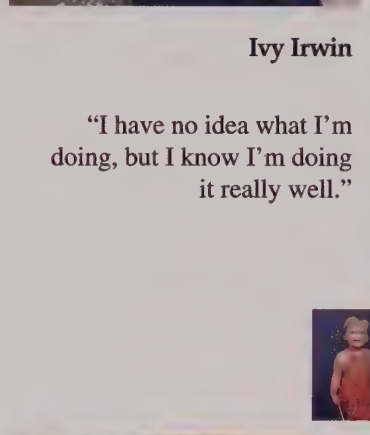 Ivy Irwin
“I have no idea what I’m
doing, but I know I’m doing
it really well.”